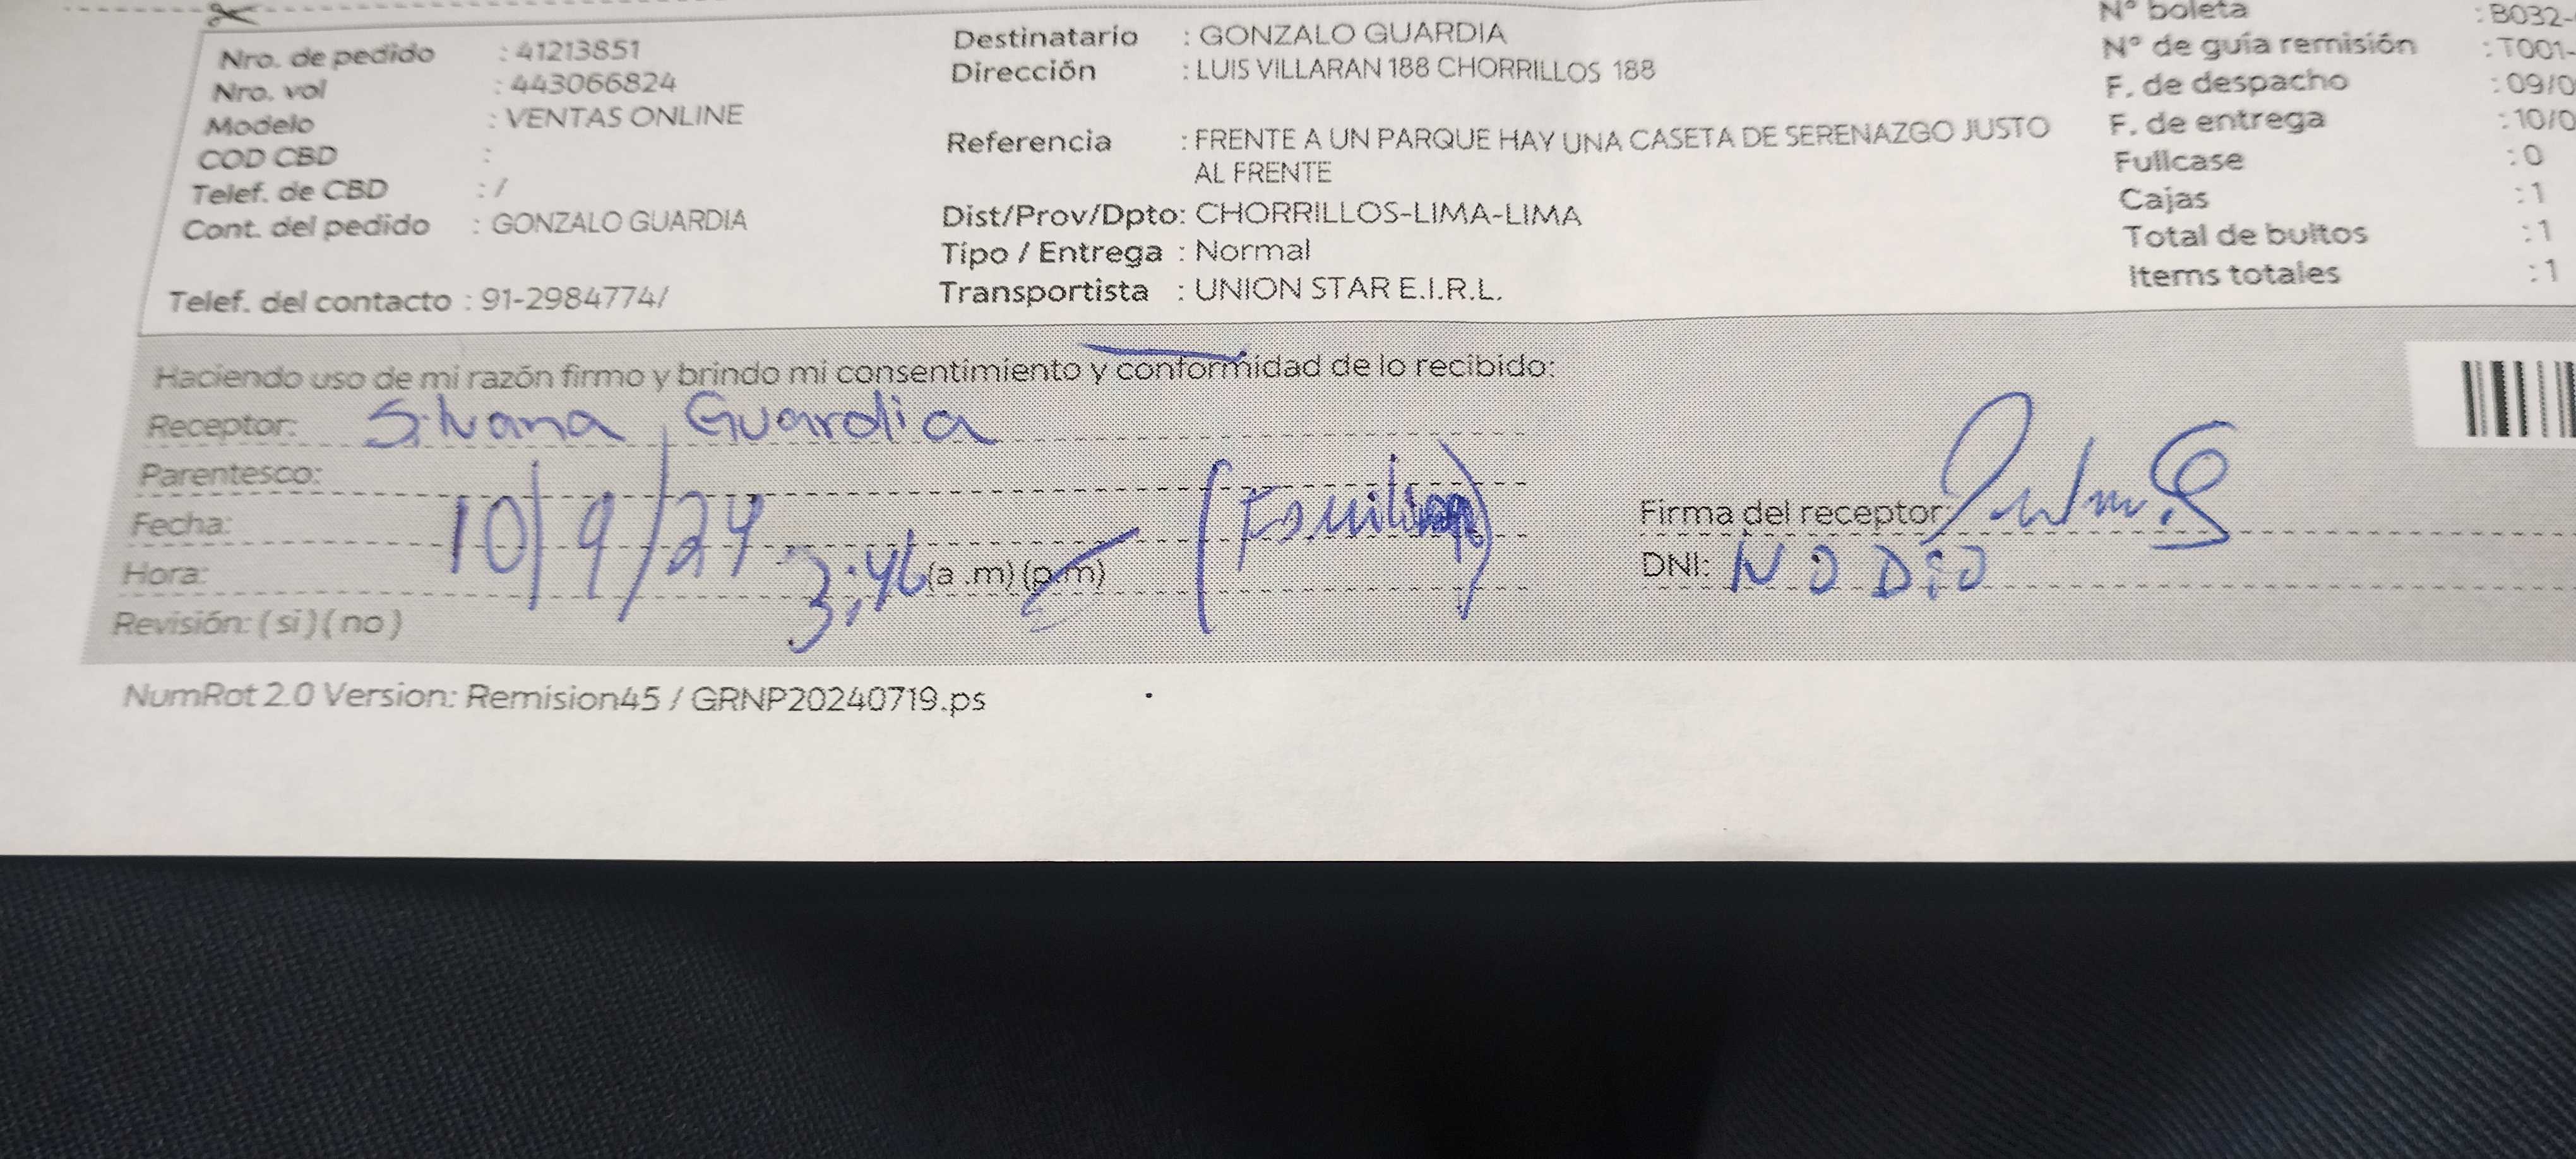 Nro. de pedido : 41213851
Nro. vol : 443066824
Modelo : VENTAS ONLINE
COD CBD :
Telef. de CBD : /
Cont. del pedido : GONZALO GUARDIA
Telef. del contacto : 91-2984774/
Destinatario : GONZALO GUARDIA
Dirección : LUIS VILLARAN 188 CHORRILLOS 188
Referencia : FRENTE A UN PARQUE HAY UNA CASETA DE SERENAZGO JUSTO
AL FRENTE
Dist/Prov/Dpto: CHORRILLOS-LIMA-LIMA
Tipo / Entrega : Normal
Transportista : UNION STAR E.I.R.L.
N° boleta : B032-
N° de guía remisión : T001-
F. de despacho : 09/0
F. de entrega : 10/0
Fullcase : 0
Cajas : 1
Total de bultos : 1
Items totales : 1
Haciendo uso de mi razón firmo y brindo mi consentimiento y conformidad de lo recibido:
Receptor: Silvana Guardia
Parentesco:
(Familiar)
Fecha: 10/9/24
Hora: 3:46 (a .m) (p.m)
Revisión: ( si ) ( no )
Firma del receptor:
DNI: NO DiO
NumRot 2.0 Version: Remision45 / GRNP20240719.ps